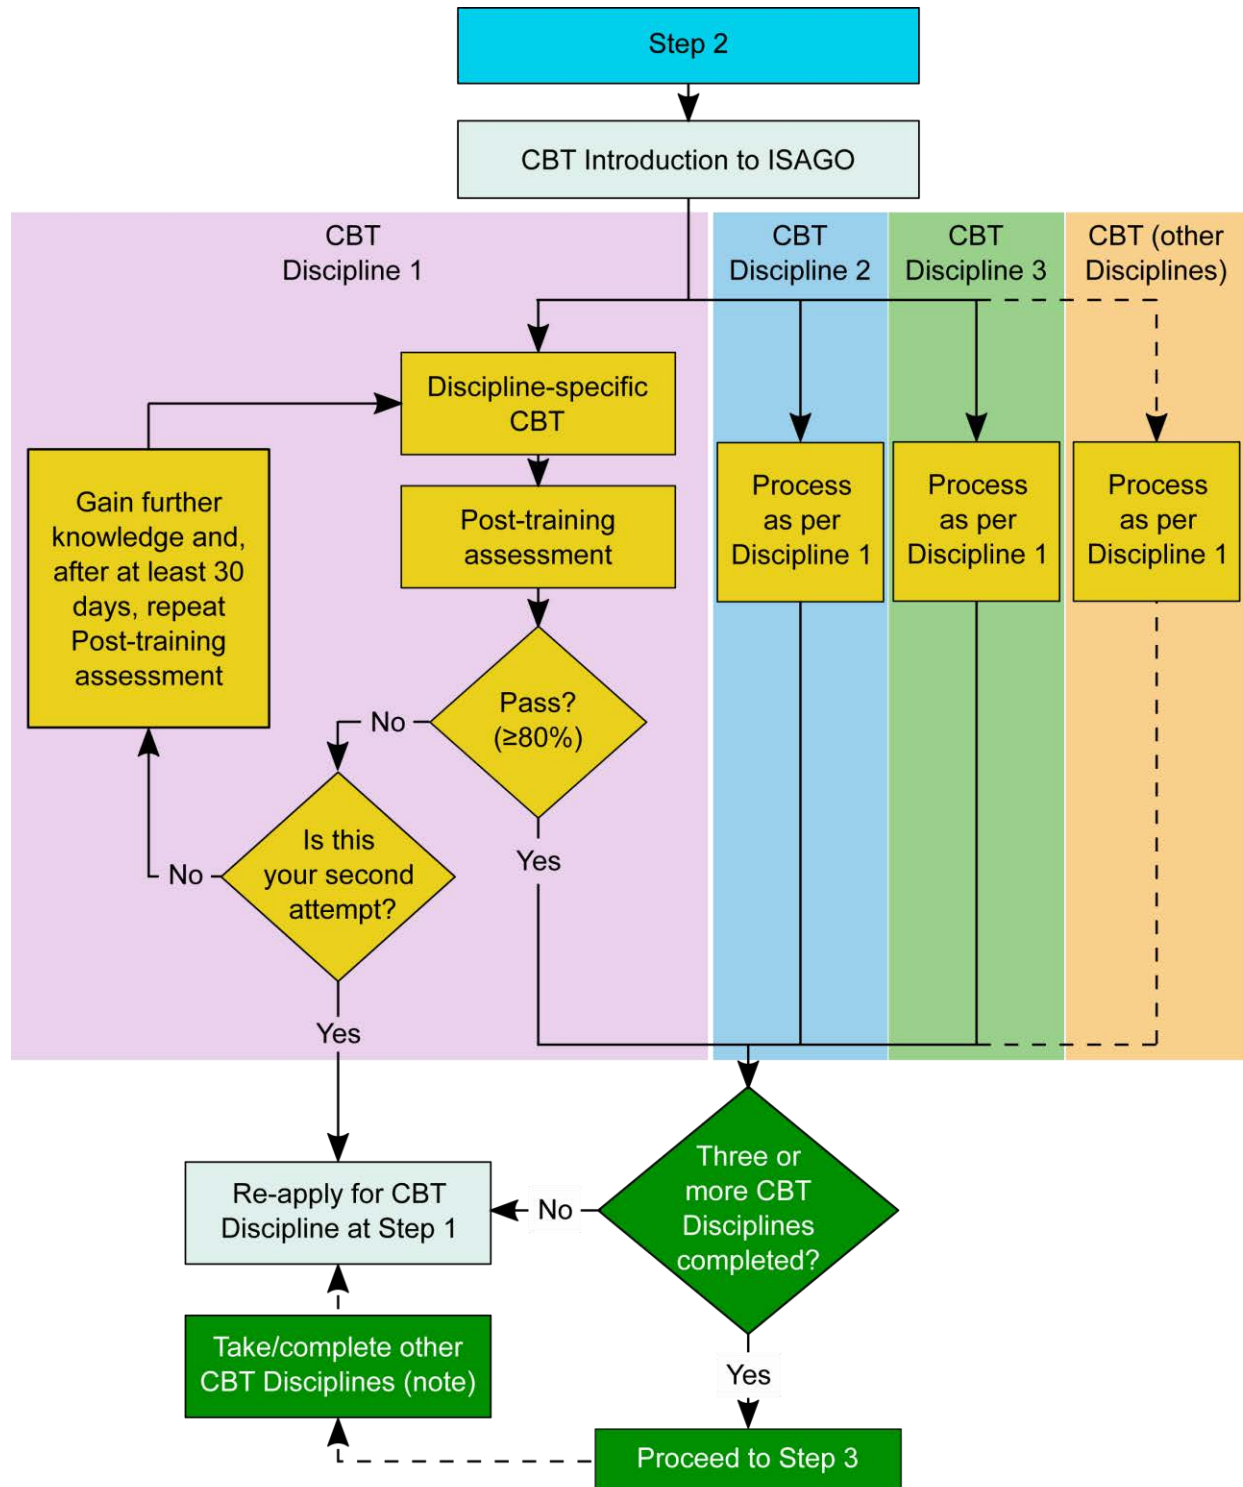 Step 2
CBT Introduction to ISAGO
CBT
Discipline 1
CBT
Discipline 2
CBT
Discipline 3
CBT (other
Disciplines)
Discipline-specific
CBT
Gain further
knowledge and,
after at least 30
days, repeat
Post-training
assessment
Post-training
assessment
Process
as per
Discipline 1
Process
as per
Discipline 1
Process
as per
Discipline 1
Pass?
(≥80%)
No
Is this
your second
attempt?
No
Yes
Yes
Three or
more CBT
Disciplines
completed?
No
Re-apply for CBT
Discipline at Step 1
Take/complete other
CBT Disciplines (note)
Yes
Proceed to Step 3